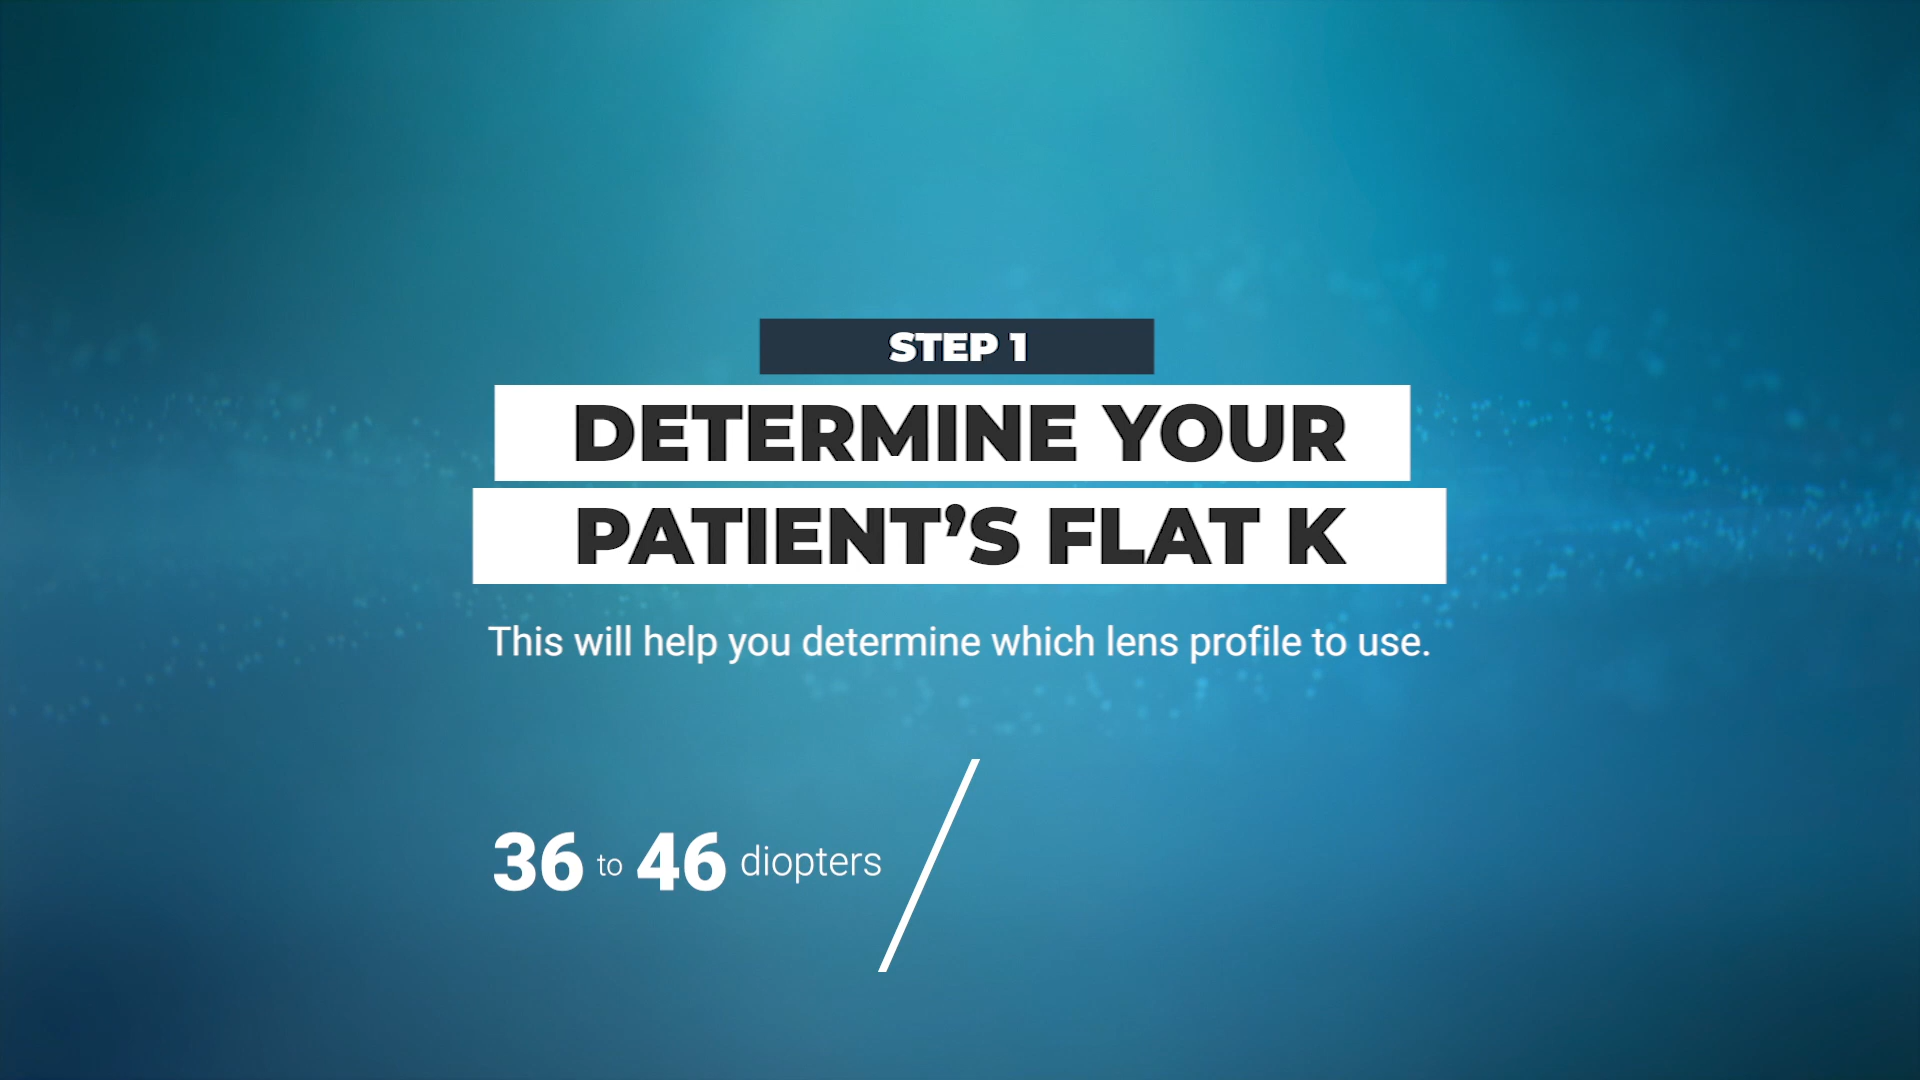 STEP 1
DETERMINE YOUR
PATIENT’S FLAT K
This will help you determine which lens profile to use.
36 to 46 diopters